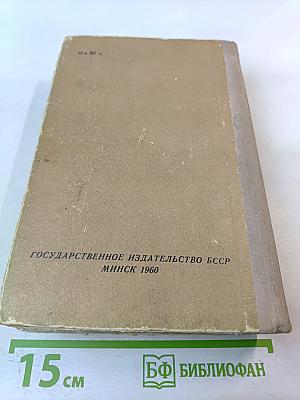 ГОСУДАРСТВЕННОЕ ИЗДАТЕЛЬСТВО БССР
МИНСК 1960
15 см
БФ БИБЛИОФАН